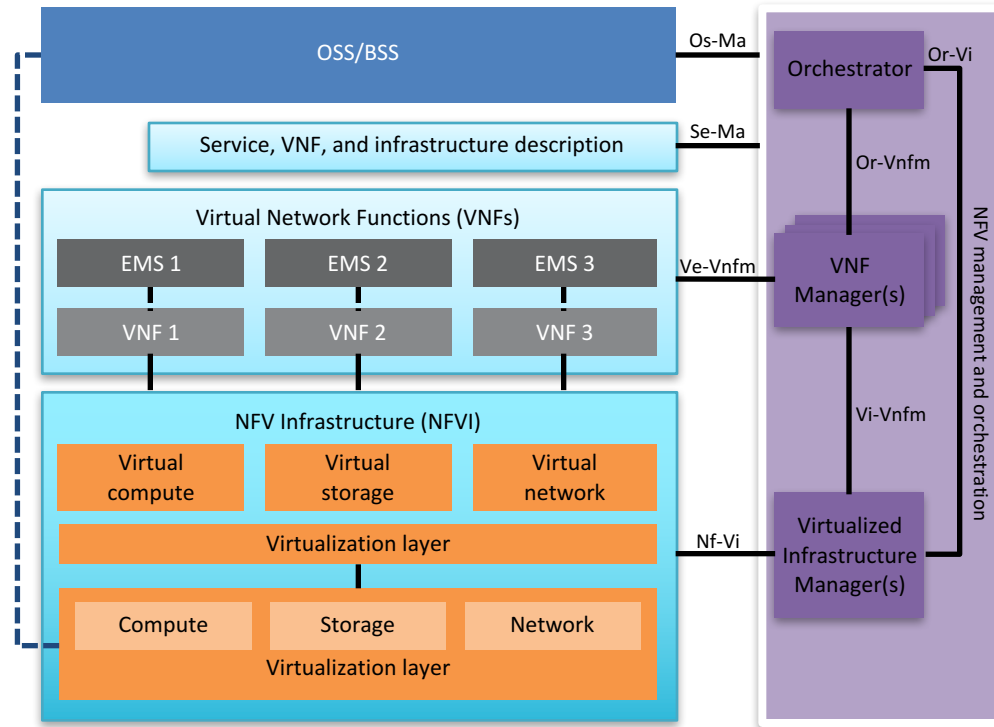 OSS/BSS
Os-Ma
Orchestrator
Or-Vi
Service, VNF, and infrastructure description
Se-Ma
Or-Vnfm
Virtual Network Functions (VNFs)
EMS 1
EMS 2
EMS 3
Ve-Vnfm
VNF
Manager(s)
VNF 1
VNF 2
VNF 3
NFV management and orchestration
NFV Infrastructure (NFVI)
Vi-Vnfm
Virtual
compute
Virtual
storage
Virtual
network
Virtualization layer
Nf-Vi
Virtualized
Infrastructure
Manager(s)
Compute
Storage
Network
Virtualization layer